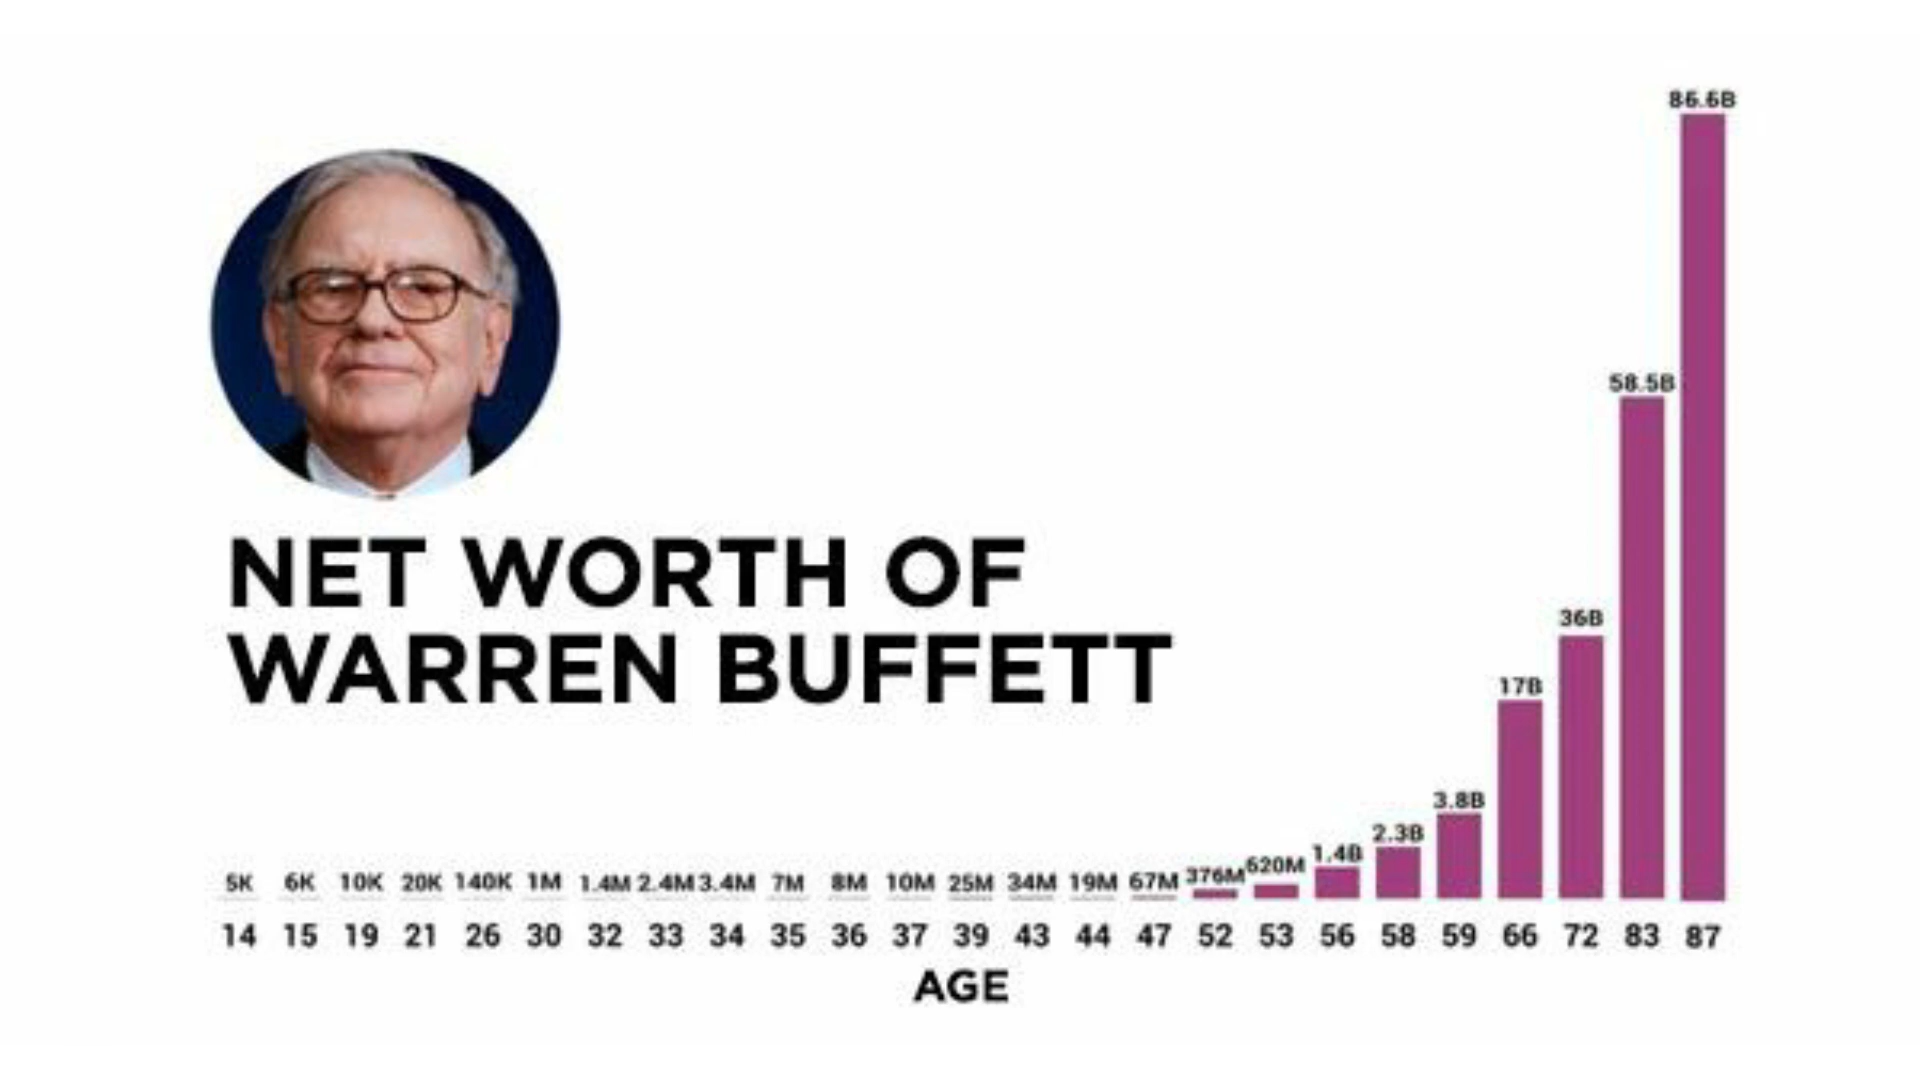 86.6B
58.5B
NET WORTH OF
WARREN BUFFETT
36B
17B
3.8B
2.3B
1.4B
5K 6K 10K 20K 140K 1M 1.4M 2.4M 3.4M 7M 8M 10M 25M 34M 19M 67M 376M 620M
14 15 19 21 26 30 32 33 34 35 36 37 39 43 44 47 52 53 56 58 59 66 72 83 87
AGE